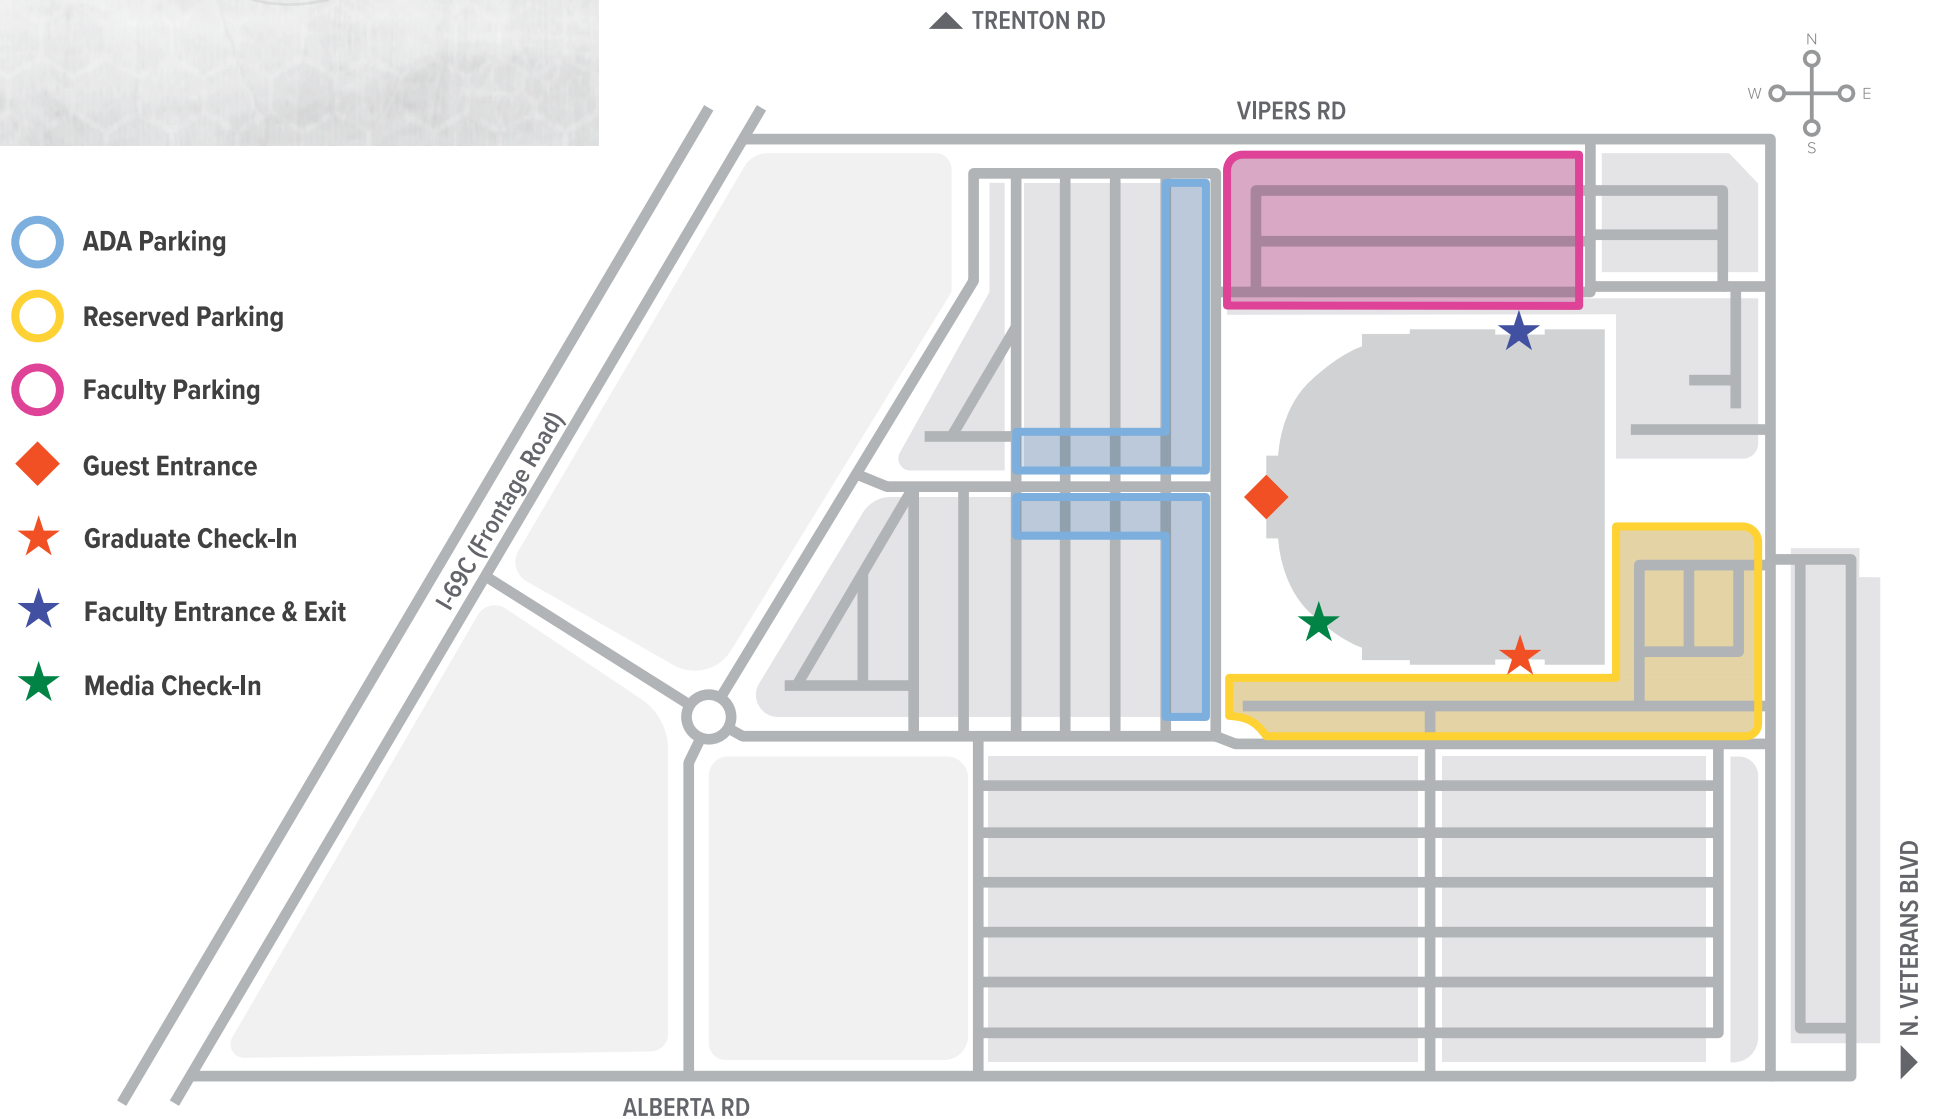 TRENTON RD
N
W
E
S
VIPERS RD
ADA Parking
Reserved Parking
Faculty Parking
Guest Entrance
Graduate Check-In
Faculty Entrance & Exit
Media Check-In
I-69C (Frontage Road)
N. VETERANS BLVD
ALBERTA RD